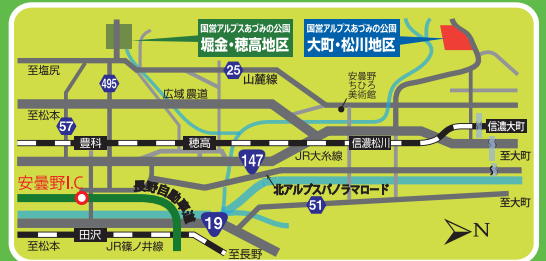 国営アルプスあづみの公園
堀金・穂高地区
国営アルプスあづみの公園
大町・松川地区
至塩尻
495
25
山麓線
広域農道
安曇野
ちひろ
美術館
至松本
57
豊科
穂高
信濃松川
信濃大町
147
JR大糸線
至大町
安曇野I.C
長野自動車道
北アルプスパノラマロード
19
51
至大町
田沢
至松本
JR篠ノ井線
至長野
N